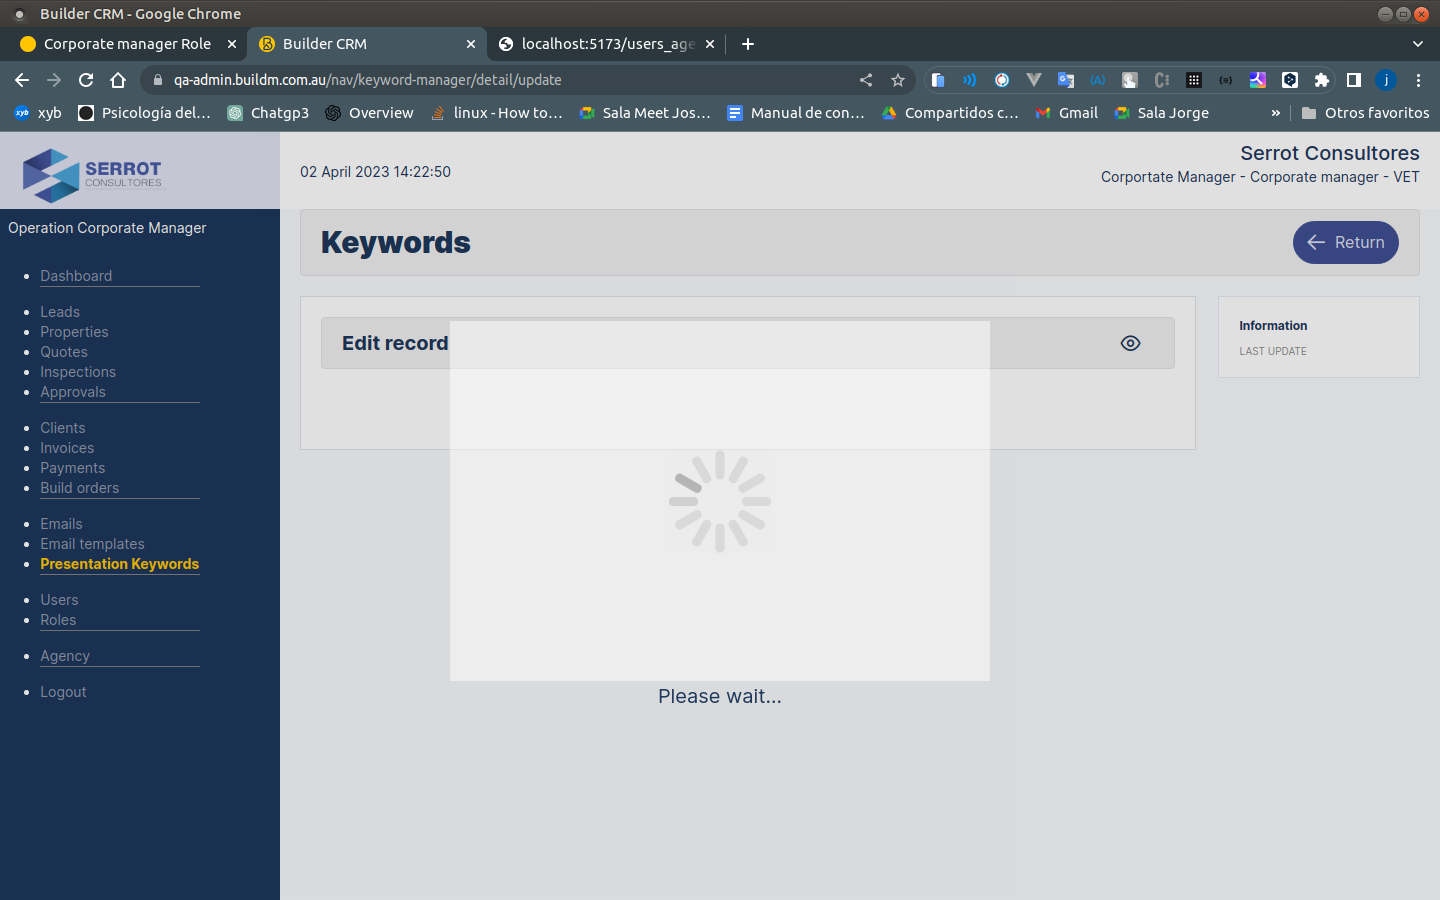 Builder CRM - Google Chrome
Corporate manager Role
Builder CRM
localhost:5173/users_age
qa-admin.buildm.com.au/nav/keyword-manager/detail/update
xyb
Psicología del...
Chatgp3
Overview
linux - How to...
Sala Meet Jos...
Manual de con...
Compartidos c...
Gmail
Sala Jorge
»
Otros favoritos
SERROT
CONSULTORES
02 April 2023 14:22:50
Serrot Consultores
Corportate Manager - Corporate manager - VET
Operation Corporate Manager
Dashboard
Leads
Properties
Quotes
Inspections
Approvals
Clients
Invoices
Payments
Build orders
Emails
Email templates
Presentation Keywords
Users
Roles
Agency
Logout
Keywords
Return
Edit record
Information
LAST UPDATE
Please wait...